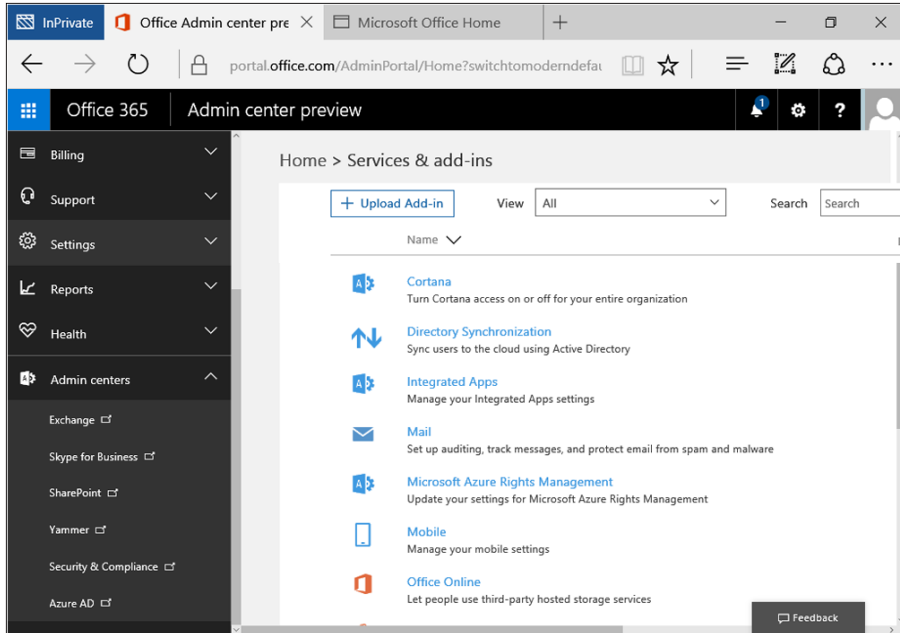 InPrivate
Office Admin center pre
Microsoft Office Home
portal.office.com/AdminPortal/Home?switchtomoderndefau
Office 365
Admin center preview
1
?
Billing
Support
Settings
Reports
Health
Admin centers
Exchange
Skype for Business
SharePoint
Yammer
Security & Compliance
Azure AD
Home > Services & add-ins
+ Upload Add-in
View
All
Search
Search
Name
Cortana
Turn Cortana access on or off for your entire organization
Directory Synchronization
Sync users to the cloud using Active Directory
Integrated Apps
Manage your Integrated Apps settings
Mail
Set up auditing, track messages, and protect email from spam and malware
Microsoft Azure Rights Management
Update your settings for Microsoft Azure Rights Management
Mobile
Manage your mobile settings
Office Online
Let people use third-party hosted storage services
Feedback